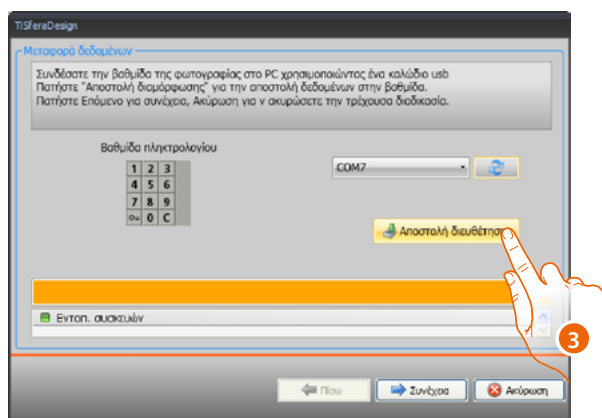 TiSferaDesign
Μεταφορά δεδομένων
Συνδέσατε την βαθμίδα της φωτογραφίας στο PC χρησιμοποιώντας ένα καλώδιο usb
Πατήστε "Αποστολή διαμόρφωσης" για την αποστολή δεδομένων στην βαθμίδα.
Πατήστε Επόμενο για συνέχεια, Ακύρωση για ν ακυρώσετε την τρέχουσα διαδικασία.
Βαθμίδα πληκτρολογίου
1 2 3
4 5 6
7 8 9
0 C
COM7
Αποστολή διευθέτησ
Εντοπ. συσκευών
3
Πίσω
Συνέχεια
Ακύρωση